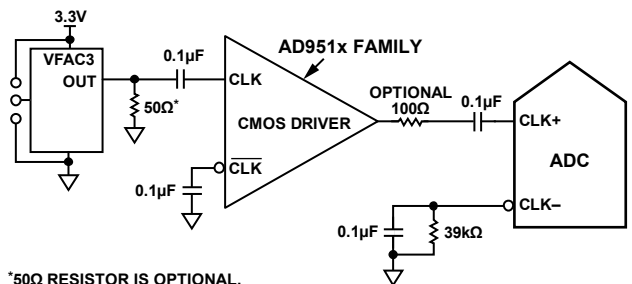 3.3V
VFAC3
OUT
0.1µF
50Ω*
AD951x FAMILY
CLK
CMOS DRIVER
CLK
0.1µF
OPTIONAL
100Ω
0.1µF
CLK+
ADC
CLK–
0.1µF
39kΩ
*50Ω RESISTOR IS OPTIONAL.